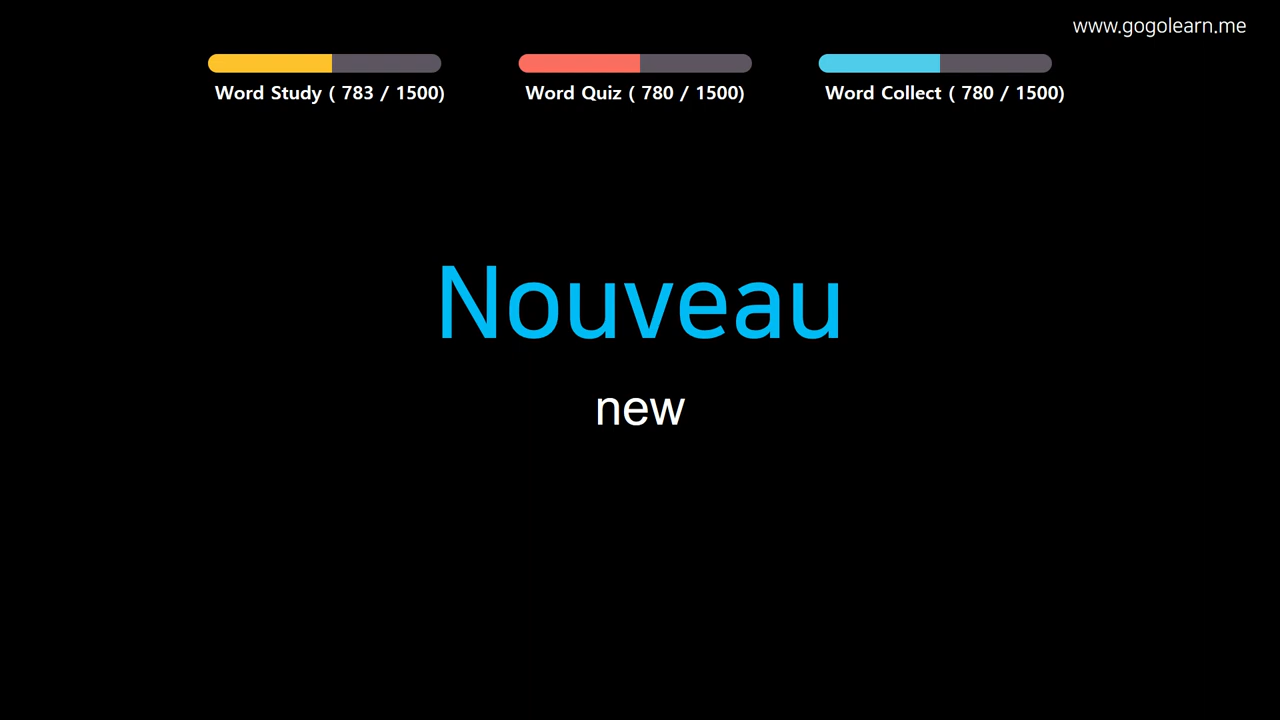 www.gogolearn.me
Word Study ( 783 / 1500)
Word Quiz ( 780 / 1500)
Word Collect ( 780 / 1500)
Nouveau
new